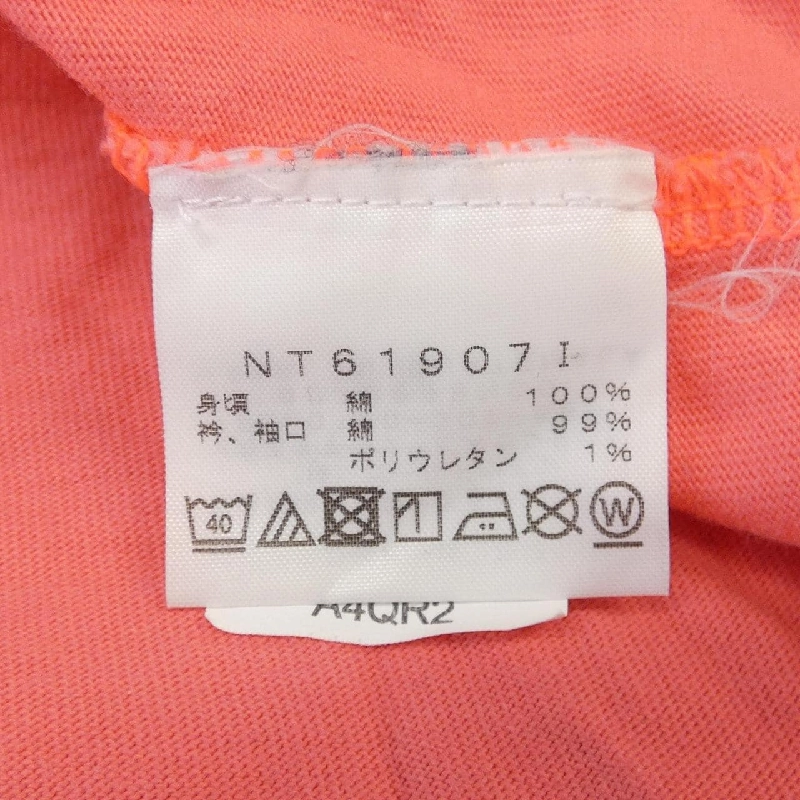 NT61907I
身頃 綿 100%
衿、袖口 綿 99%
ポリウレタン 1%
40 W
A4QR2